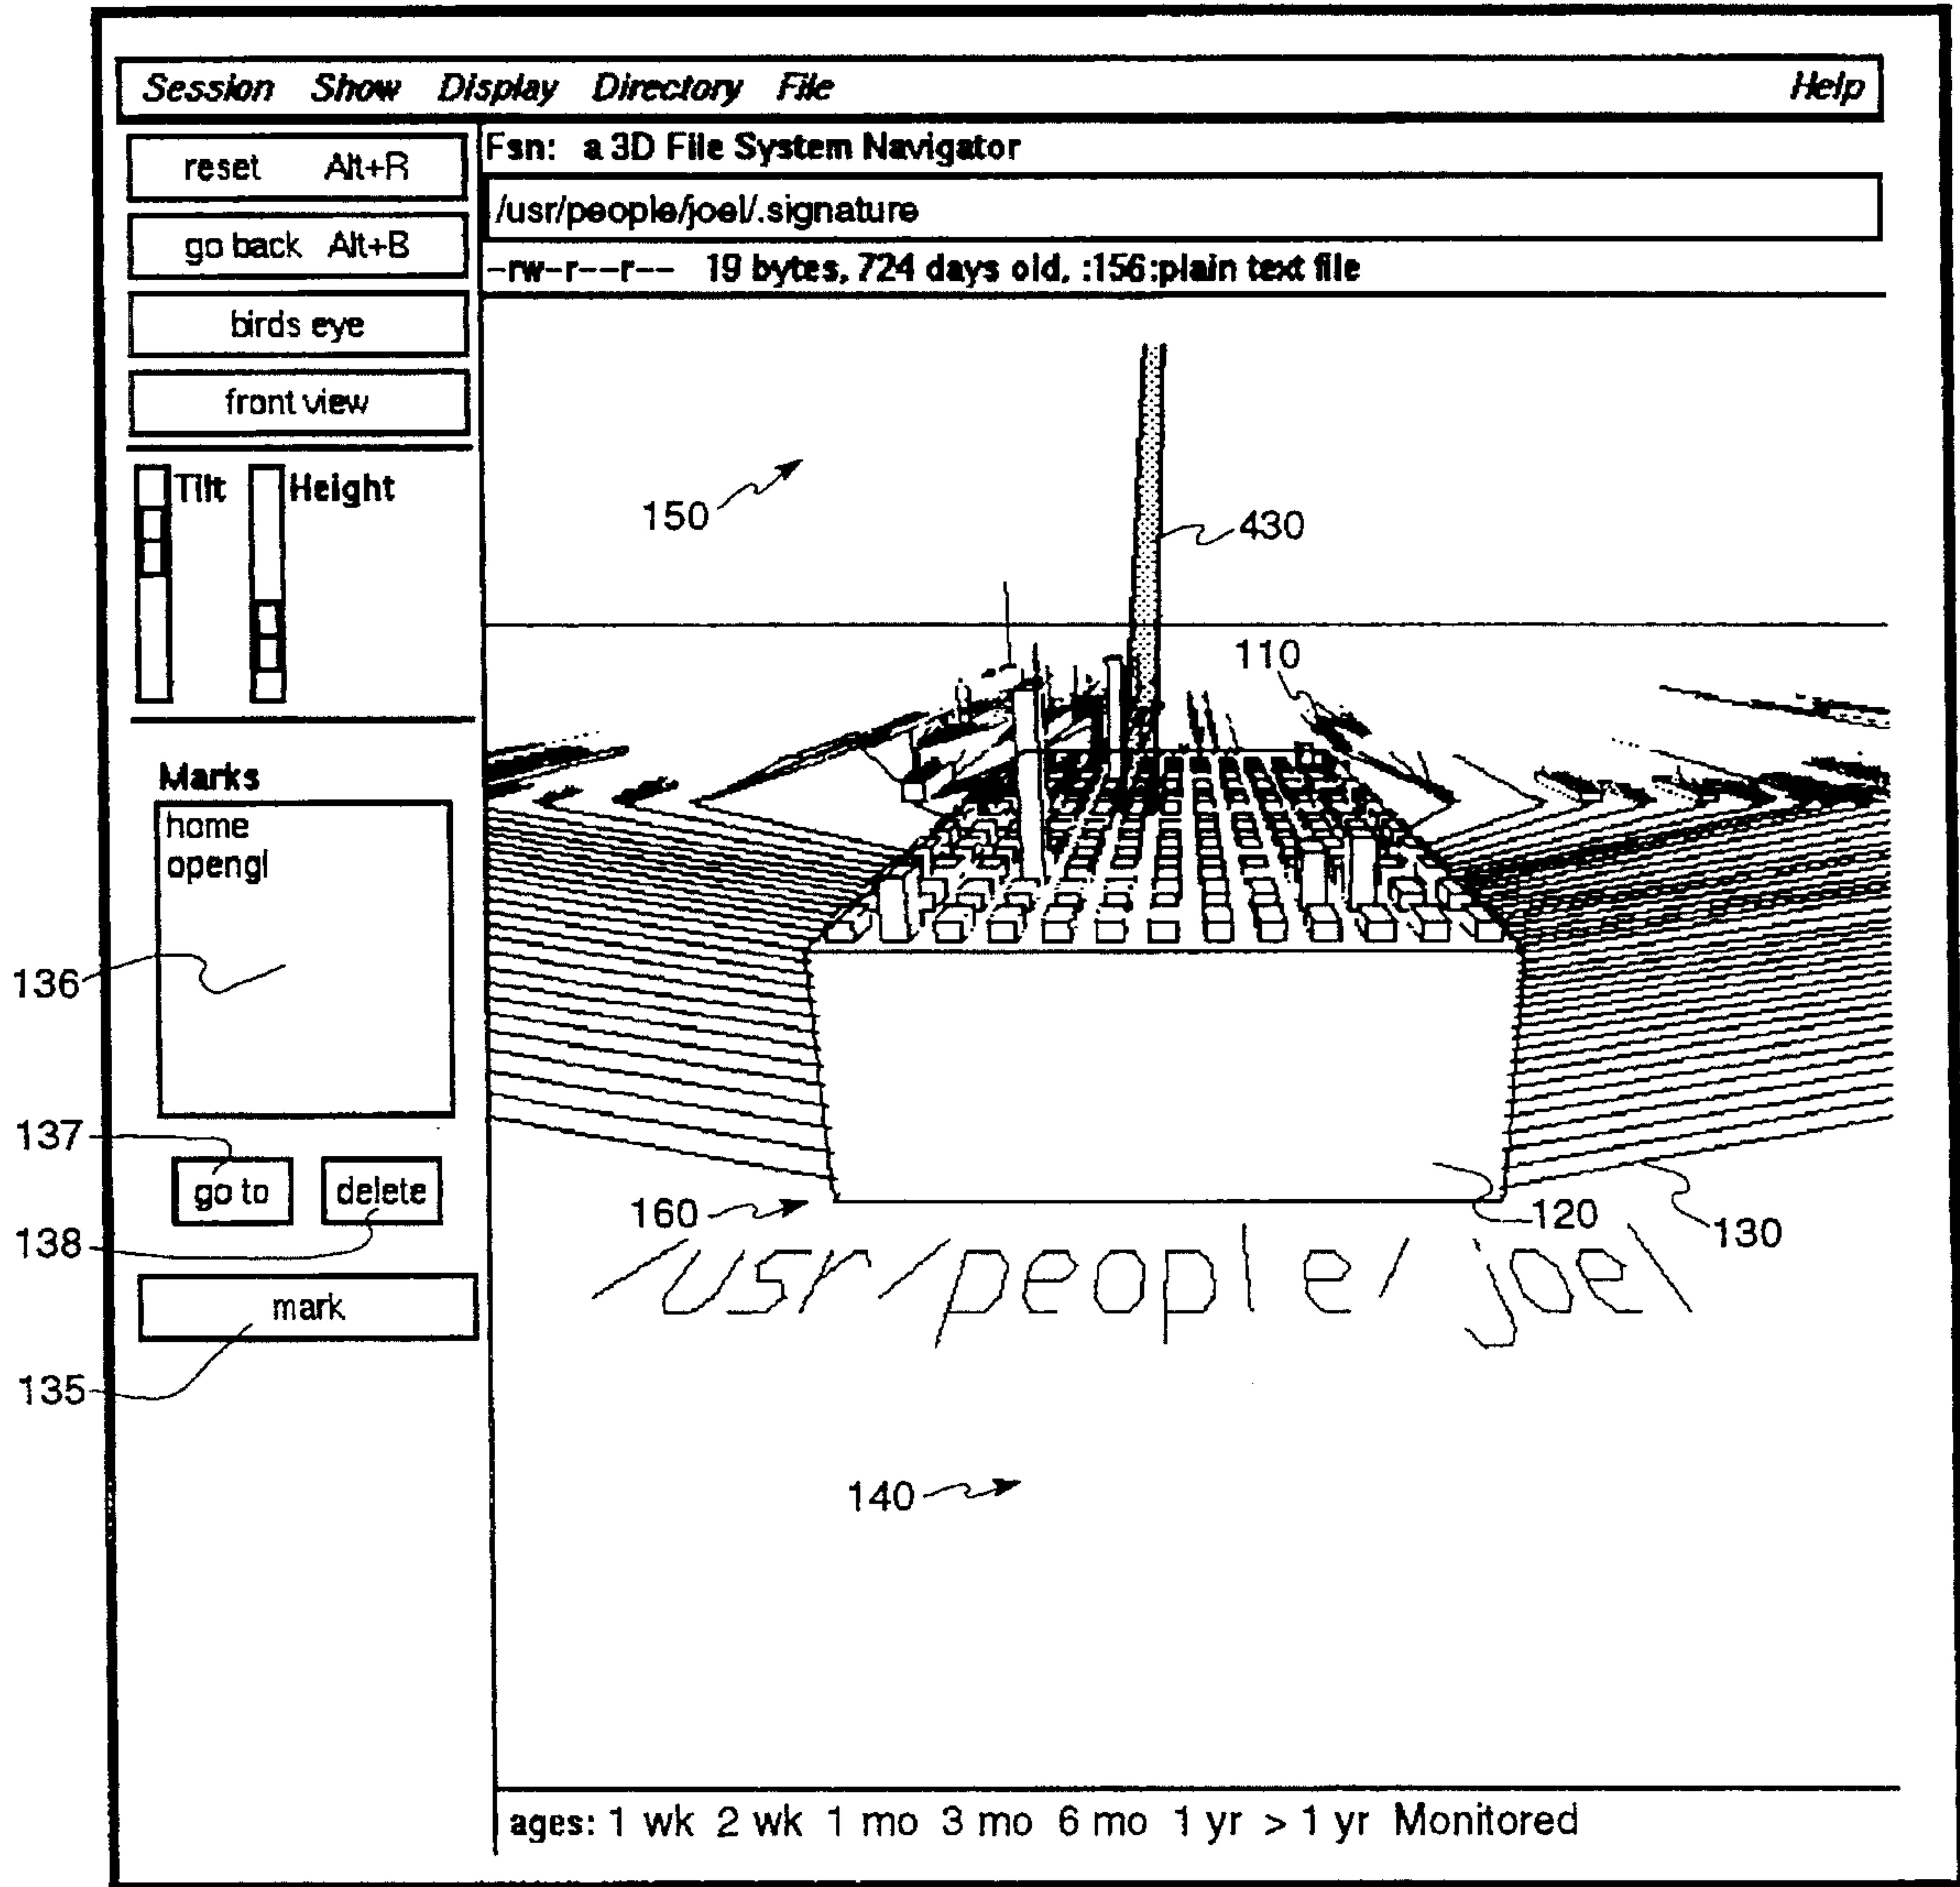 Session Show Display Directory File Help
reset Alt+R
go back Alt+B
birds eye
front view
Tilt Height
Marks
home
opengl
go to delete
mark
Fsn: a 3D File System Navigator
/usr/people/joel/.signature
-rw-r--r-- 19 bytes, 724 days old, :156:plain text file
150
430
110
136
137
138
135
160
120
130
/usr/people/joel
140
ages: 1 wk 2 wk 1 mo 3 mo 6 mo 1 yr > 1 yr Monitored